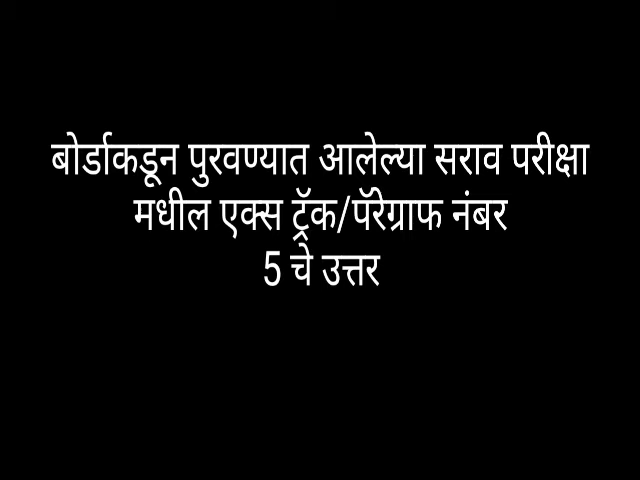 बोर्डाकडून पुरवण्यात आलेल्या सराव परीक्षा
मधील एक्स ट्रॅक/पॅरेग्राफ नंबर
5 चे उत्तर